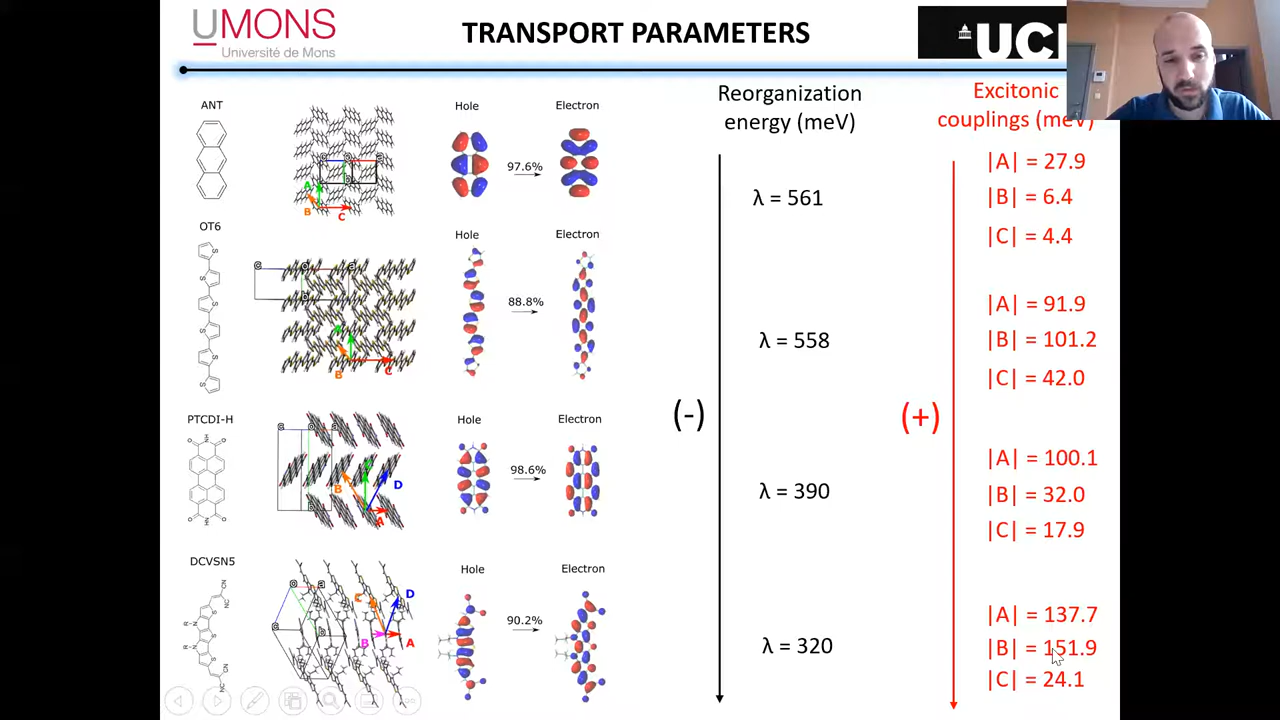 UMONS
Université de Mons
TRANSPORT PARAMETERS
UCL
Reorganization
energy (meV)
Excitonic
couplings (meV)
ANT
Hole
Electron
97.6%
A
B
C
λ = 561
|A| = 27.9
|B| = 6.4
|C| = 4.4
OT6
Hole
Electron
88.8%
A
B
C
λ = 558
|A| = 91.9
|B| = 101.2
|C| = 42.0
(-)
(+)
PTCDI-H
Hole
Electron
98.6%
B
D
A
λ = 390
|A| = 100.1
|B| = 32.0
|C| = 17.9
DCVSN5
Hole
Electron
90.2%
C
D
B
A
λ = 320
|A| = 137.7
|B| = 151.9
|C| = 24.1